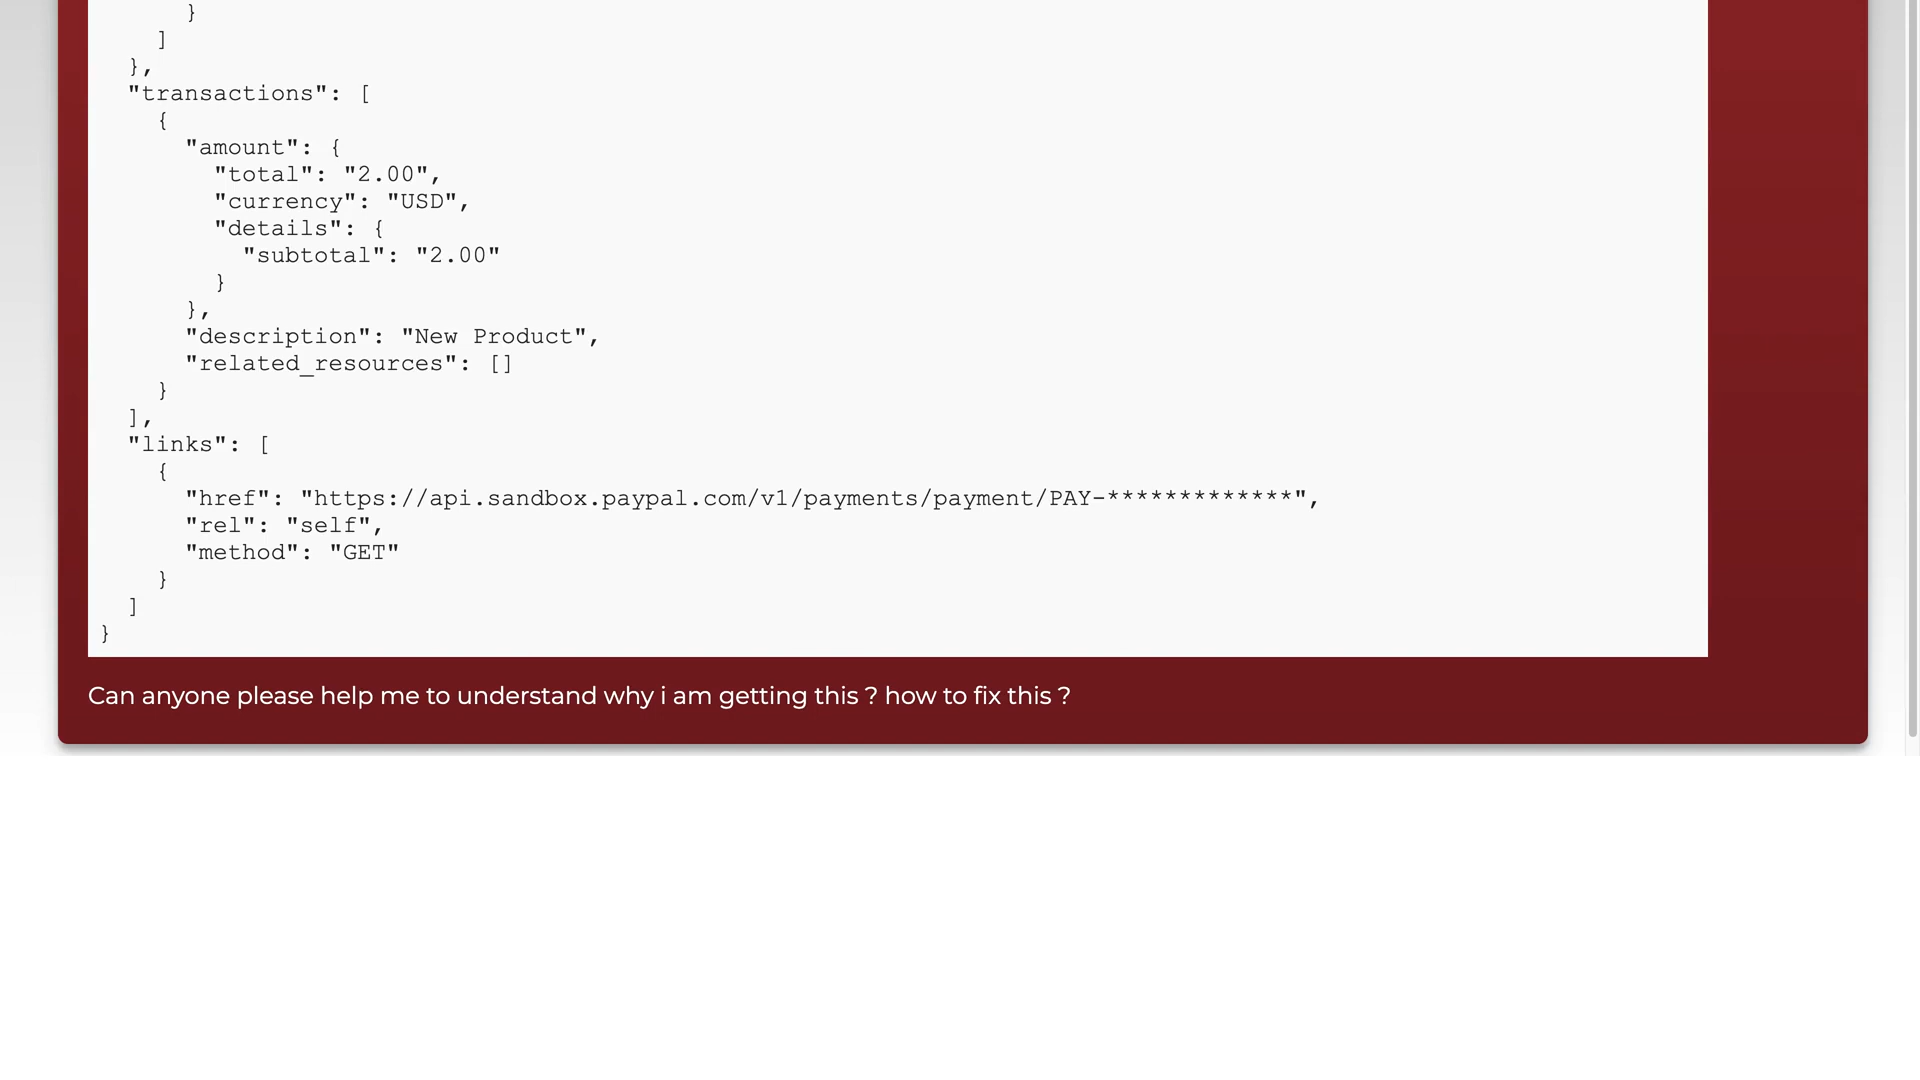 }
]
},
"transactions": [
{
"amount": {
"total": "2.00",
"currency": "USD",
"details": {
"subtotal": "2.00"
}
},
"description": "New Product",
"related_resources": []
}
],
"links": [
{
"href": "https://api.sandbox.paypal.com/v1/payments/payment/PAY-*************",
"rel": "self",
"method": "GET"
}
]
}
Can anyone please help me to understand why i am getting this ? how to fix this ?